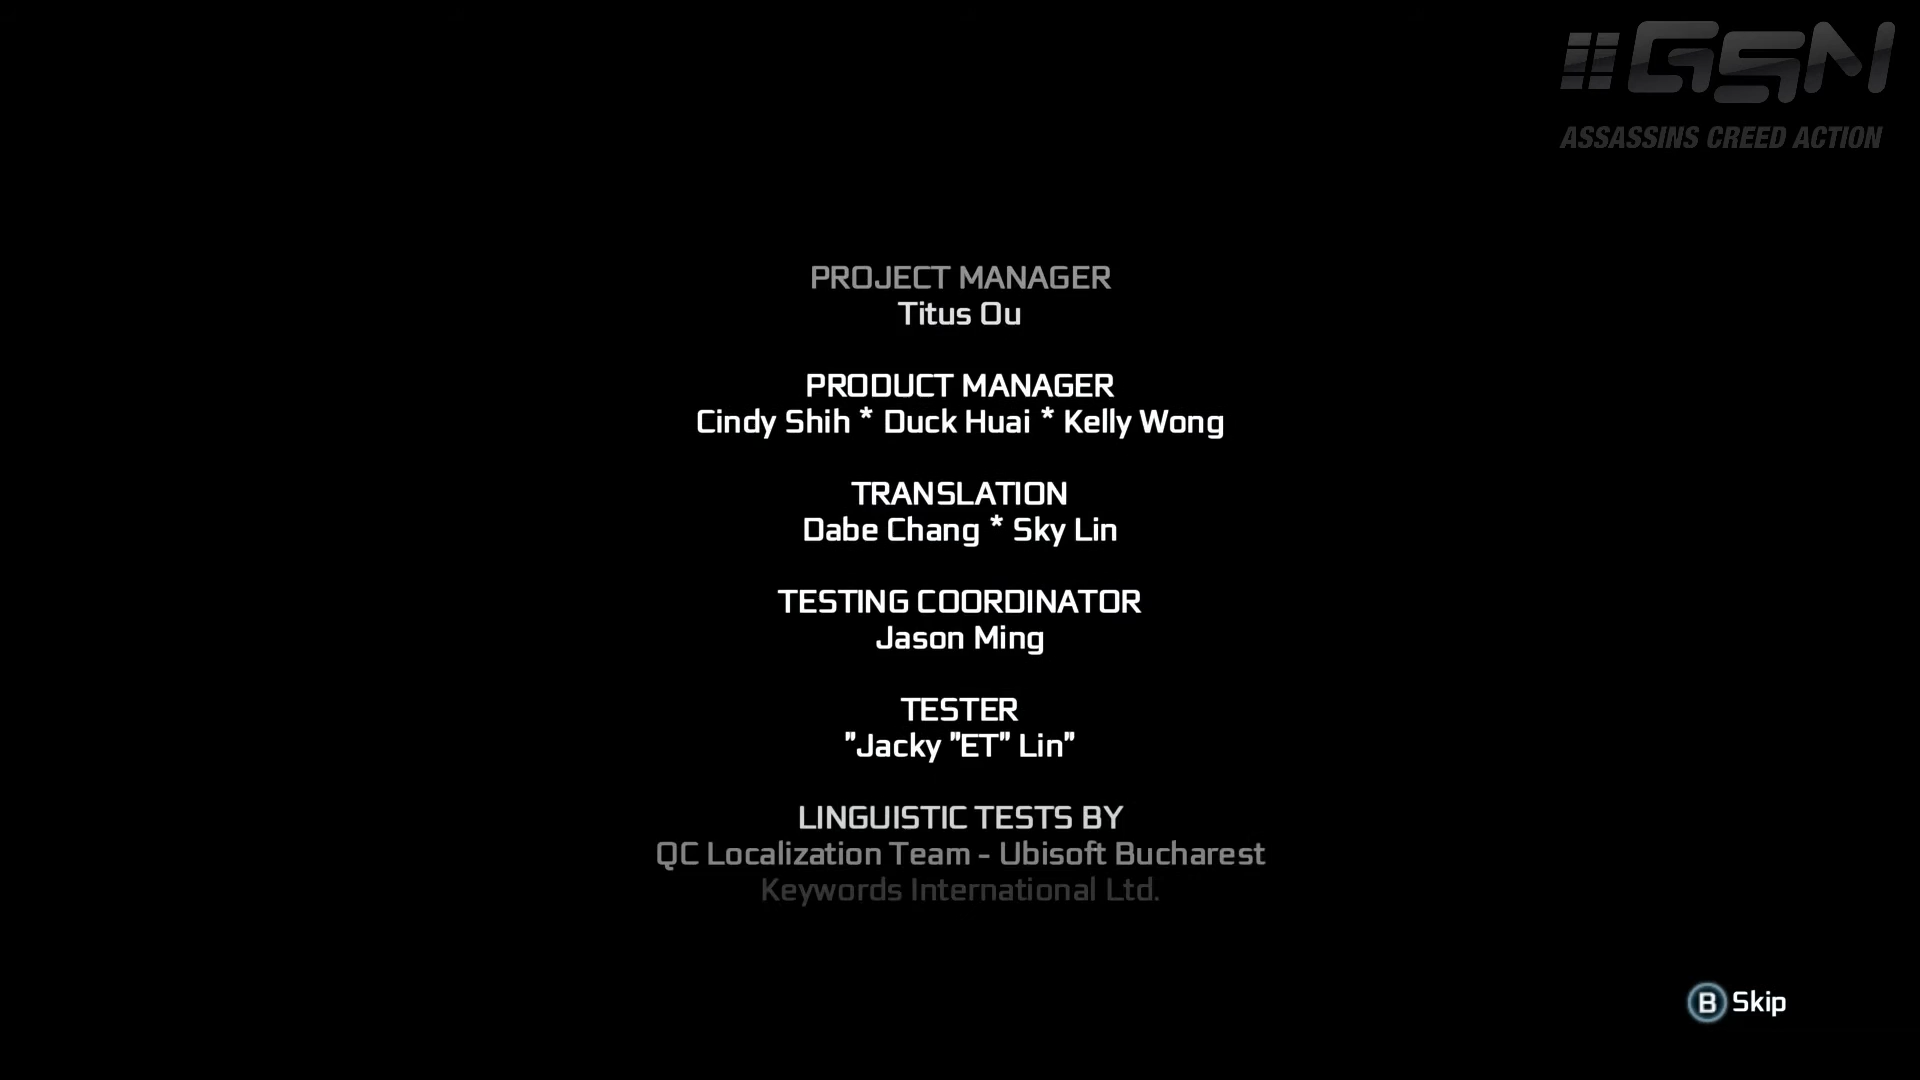 GSN
ASSASSINS CREED ACTION
PROJECT MANAGER
Titus Ou
PRODUCT MANAGER
Cindy Shih * Duck Huai * Kelly Wong
TRANSLATION
Dabe Chang * Sky Lin
TESTING COORDINATOR
Jason Ming
TESTER
"Jacky "ET" Lin"
LINGUISTIC TESTS BY
QC Localization Team - Ubisoft Bucharest
Keywords International Ltd.
B Skip